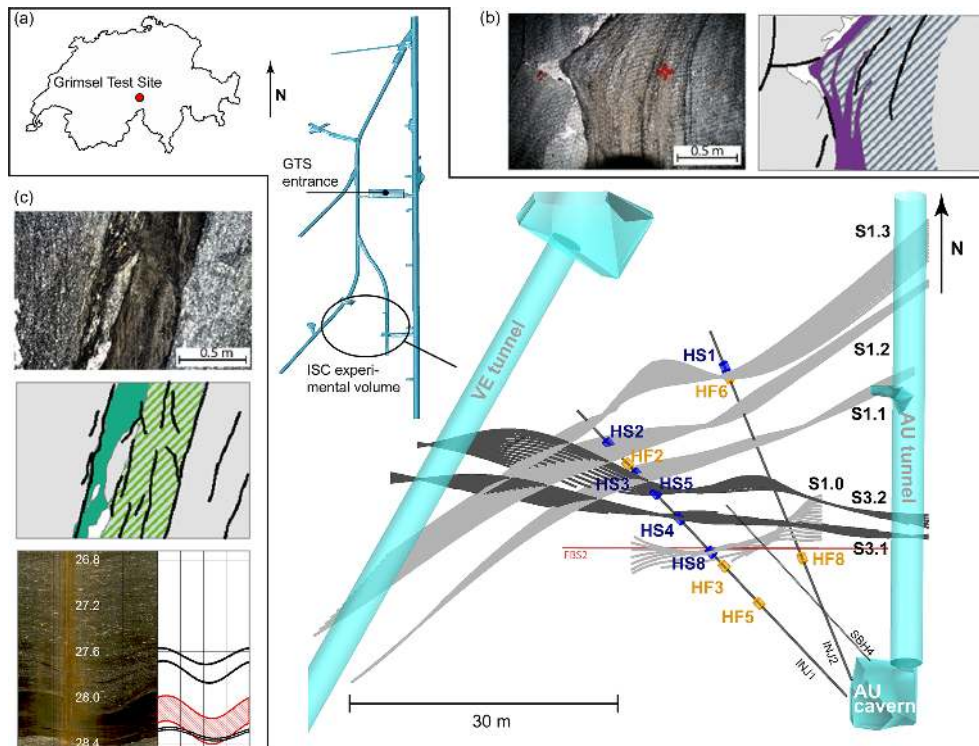 (a)
Grimsel Test Site
N
GTS
entrance
ISC experi-
mental volume
(b)
0.5 m
(c)
0.5 m
26.8
27.2
27.6
28.0
28.4
N
VE tunnel
AU tunnel
S1.3
S1.2
S1.1
S1.0
S3.2
S3.1
HS1
HF6
HS2
HF2
HS3
HS5
HS4
FBS2
HS8
HF3
HF8
HF5
SBH4
INJ2
INJ1
AU
cavern
30 m